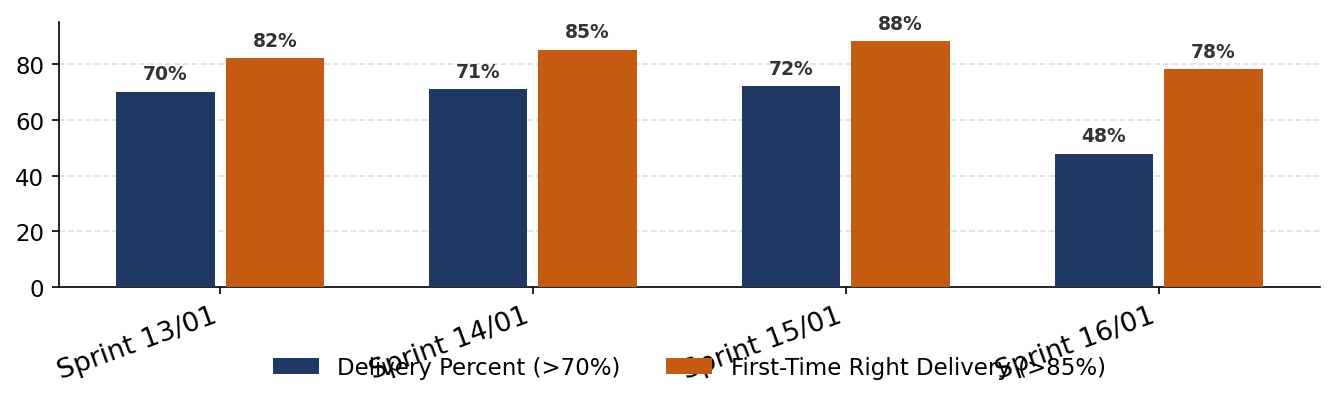 88%
85%
82%
78%
80
72%
71%
70%
60
48%
40
20
0
Sprint 13/01
Sprint 14/01
Sprint 15/01
Sprint 16/01
Delivery Percent (>70%)
First-Time Right Delivery (>85%)